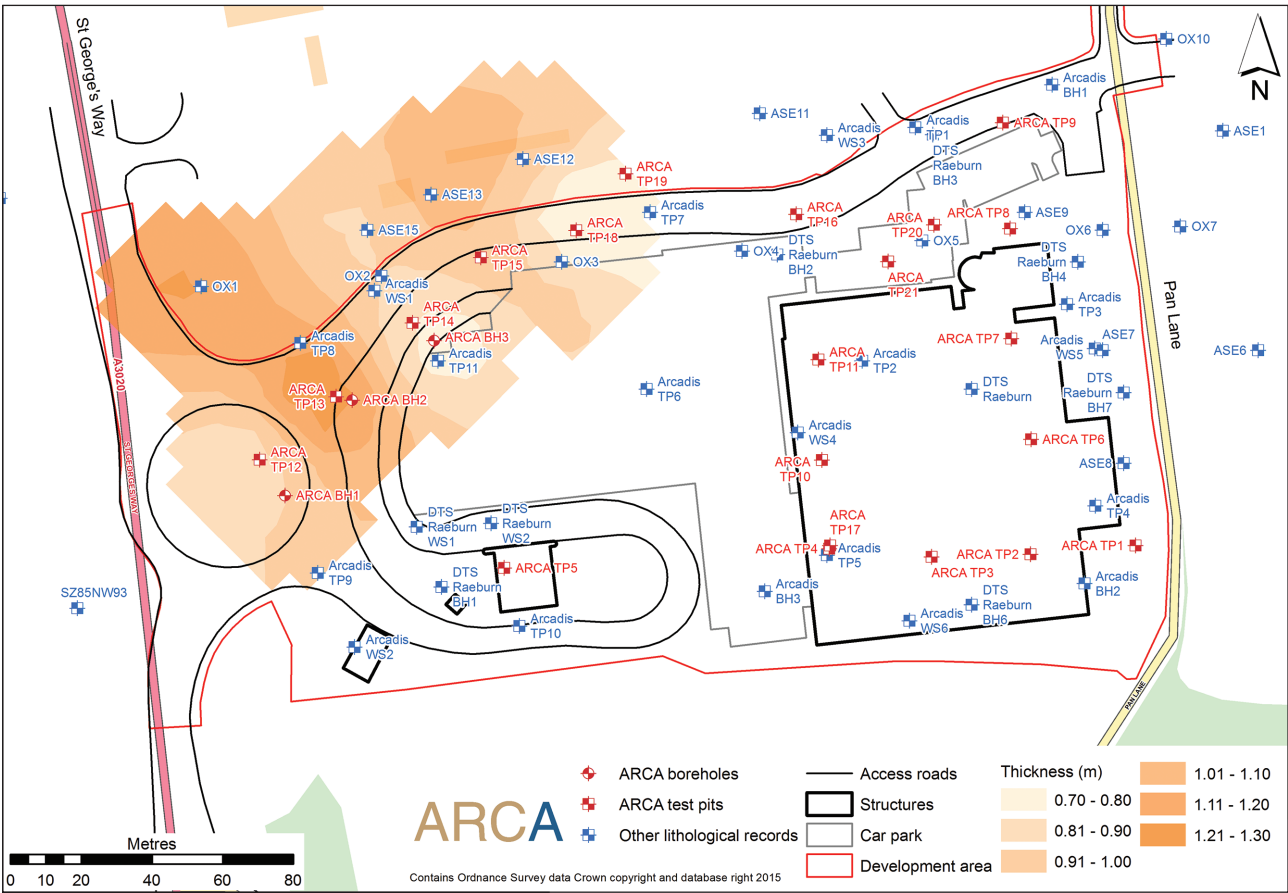 St George's Way
OX10
Arcadis
BH1
ASE11
Arcadis
WS3
Arcadis
TP1
ARCA TP9
ASE1
DTS
Raeburn
BH3
ASE12
ARCA
TP19
ASE13
Arcadis
TP7
ARCA
TP16
ARCA
TP20
ARCA TP8
ASE9
OX6
OX7
ASE15
ARCA
TP18
OX5
ARCA
TP15
OX3
OX4
DTS
Raeburn
BH2
DTS
Raeburn
BH4
OX1
OX2
Arcadis
WS1
ARCA
TP21
Arcadis
TP3
Pan Lane
ARCA
TP14
ARCA BH3
Arcadis
TP8
Arcadis
TP11
ARCA TP7
Arcadis
WS5
ASE7
ASE6
ARCA
TP11
Arcadis
TP2
A3020
ARCA
TP13
ARCA BH2
Arcadis
TP6
DTS
Raeburn
DTS
Raeburn
BH7
Arcadis
WS4
ARCA TP6
ARCA
TP12
ARCA
TP10
ASE8
ST GEORGES WAY
ARCA BH1
Arcadis
TP4
DTS
Raeburn
WS1
DTS
Raeburn
WS2
ARCA
TP17
ARCA TP4
Arcadis
TP5
ARCA TP3
ARCA TP2
ARCA TP1
Arcadis
TP9
ARCA TP5
DTS
Raeburn
BH1
SZ85NW93
Arcadis
BH3
Arcadis
BH2
DTS
Raeburn
BH6
Arcadis
WS6
Arcadis
TP10
Arcadis
WS2
PAN LANE
N
ARCA boreholes
ARCA test pits
Other lithological records
Access roads
Structures
Car park
Development area
Thickness (m)
0.70 - 0.80
0.81 - 0.90
0.91 - 1.00
1.01 - 1.10
1.11 - 1.20
1.21 - 1.30
ARCA
Metres
0 10 20 40 60 80
Contains Ordnance Survey data Crown copyright and database right 2015